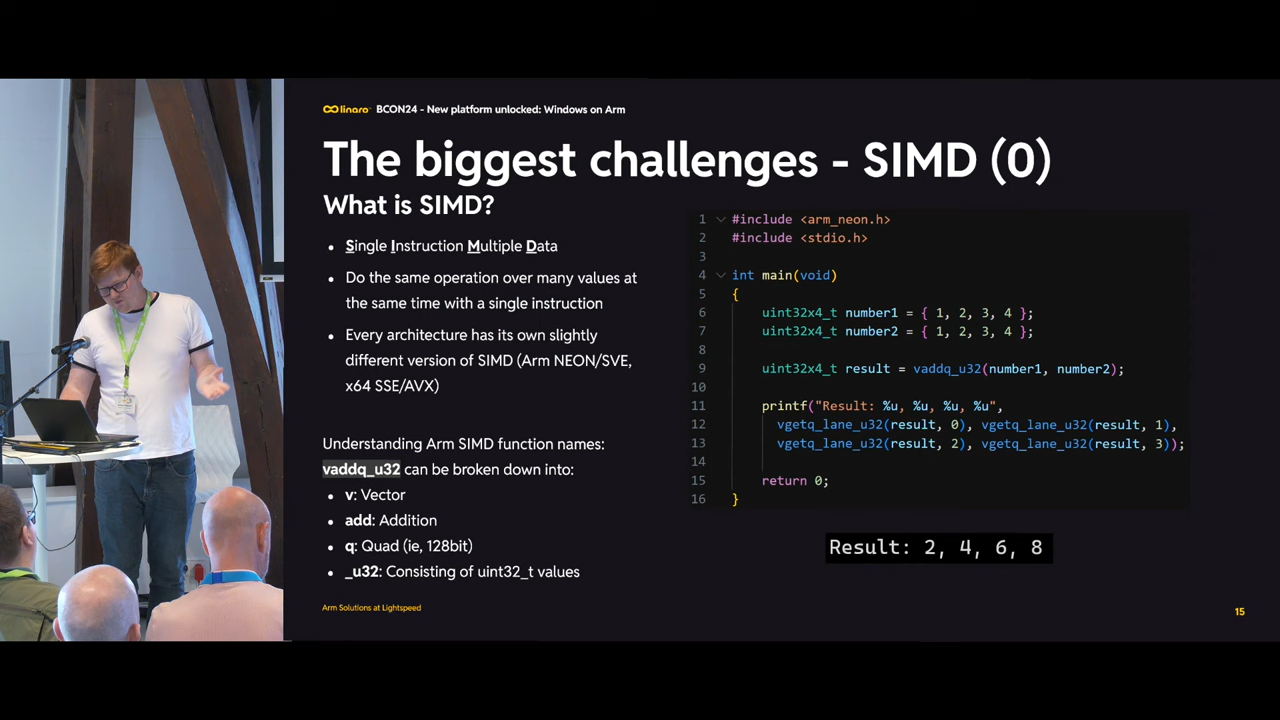 linaro BCON24 - New platform unlocked: Windows on Arm
The biggest challenges - SIMD (0)
What is SIMD?
• Single Instruction Multiple Data
• Do the same operation over many values at
the same time with a single instruction
• Every architecture has its own slightly
different version of SIMD (Arm NEON/SVE,
x64 SSE/AVX)
Understanding Arm SIMD function names:
vaddq_u32 can be broken down into:
• v: Vector
• add: Addition
• q: Quad (ie, 128bit)
• _u32: Consisting of uint32_t values
1 #include <arm_neon.h>
2 #include <stdio.h>
3
4 int main(void)
5 {
6 uint32x4_t number1 = { 1, 2, 3, 4 };
7 uint32x4_t number2 = { 1, 2, 3, 4 };
8
9 uint32x4_t result = vaddq_u32(number1, number2);
10
11 printf("Result: %u, %u, %u, %u",
12 vgetq_lane_u32(result, 0), vgetq_lane_u32(result, 1),
13 vgetq_lane_u32(result, 2), vgetq_lane_u32(result, 3));
14
15 return 0;
16 }
Result: 2, 4, 6, 8
Arm Solutions at Lightspeed
15